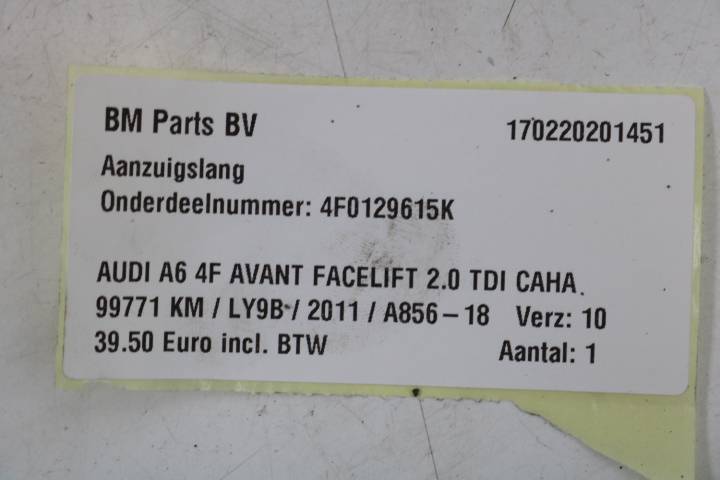 BM Parts BV 170220201451
Aanzuigslang
Onderdeelnummer: 4F0129615K
AUDI A6 4F AVANT FACELIFT 2.0 TDI CAHA
99771 KM / LY9B / 2011 / A856-18 Verz: 10
39.50 Euro incl. BTW Aantal: 1